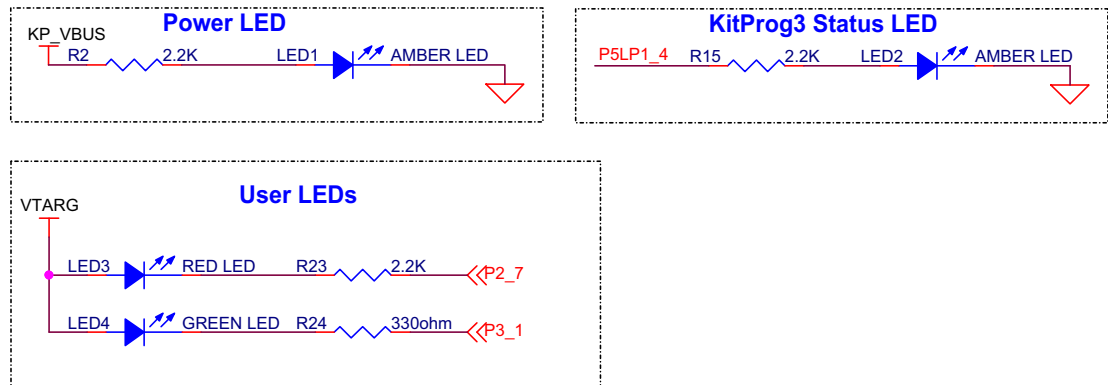 Power LED
KP_VBUS
R2 2.2K LED1 AMBER LED
KitProg3 Status LED
P5LP1_4 R15 2.2K LED2 AMBER LED
User LEDs
VTARG
LED3 RED LED R23 2.2K P2_7
LED4 GREEN LED R24 330ohm P3_1